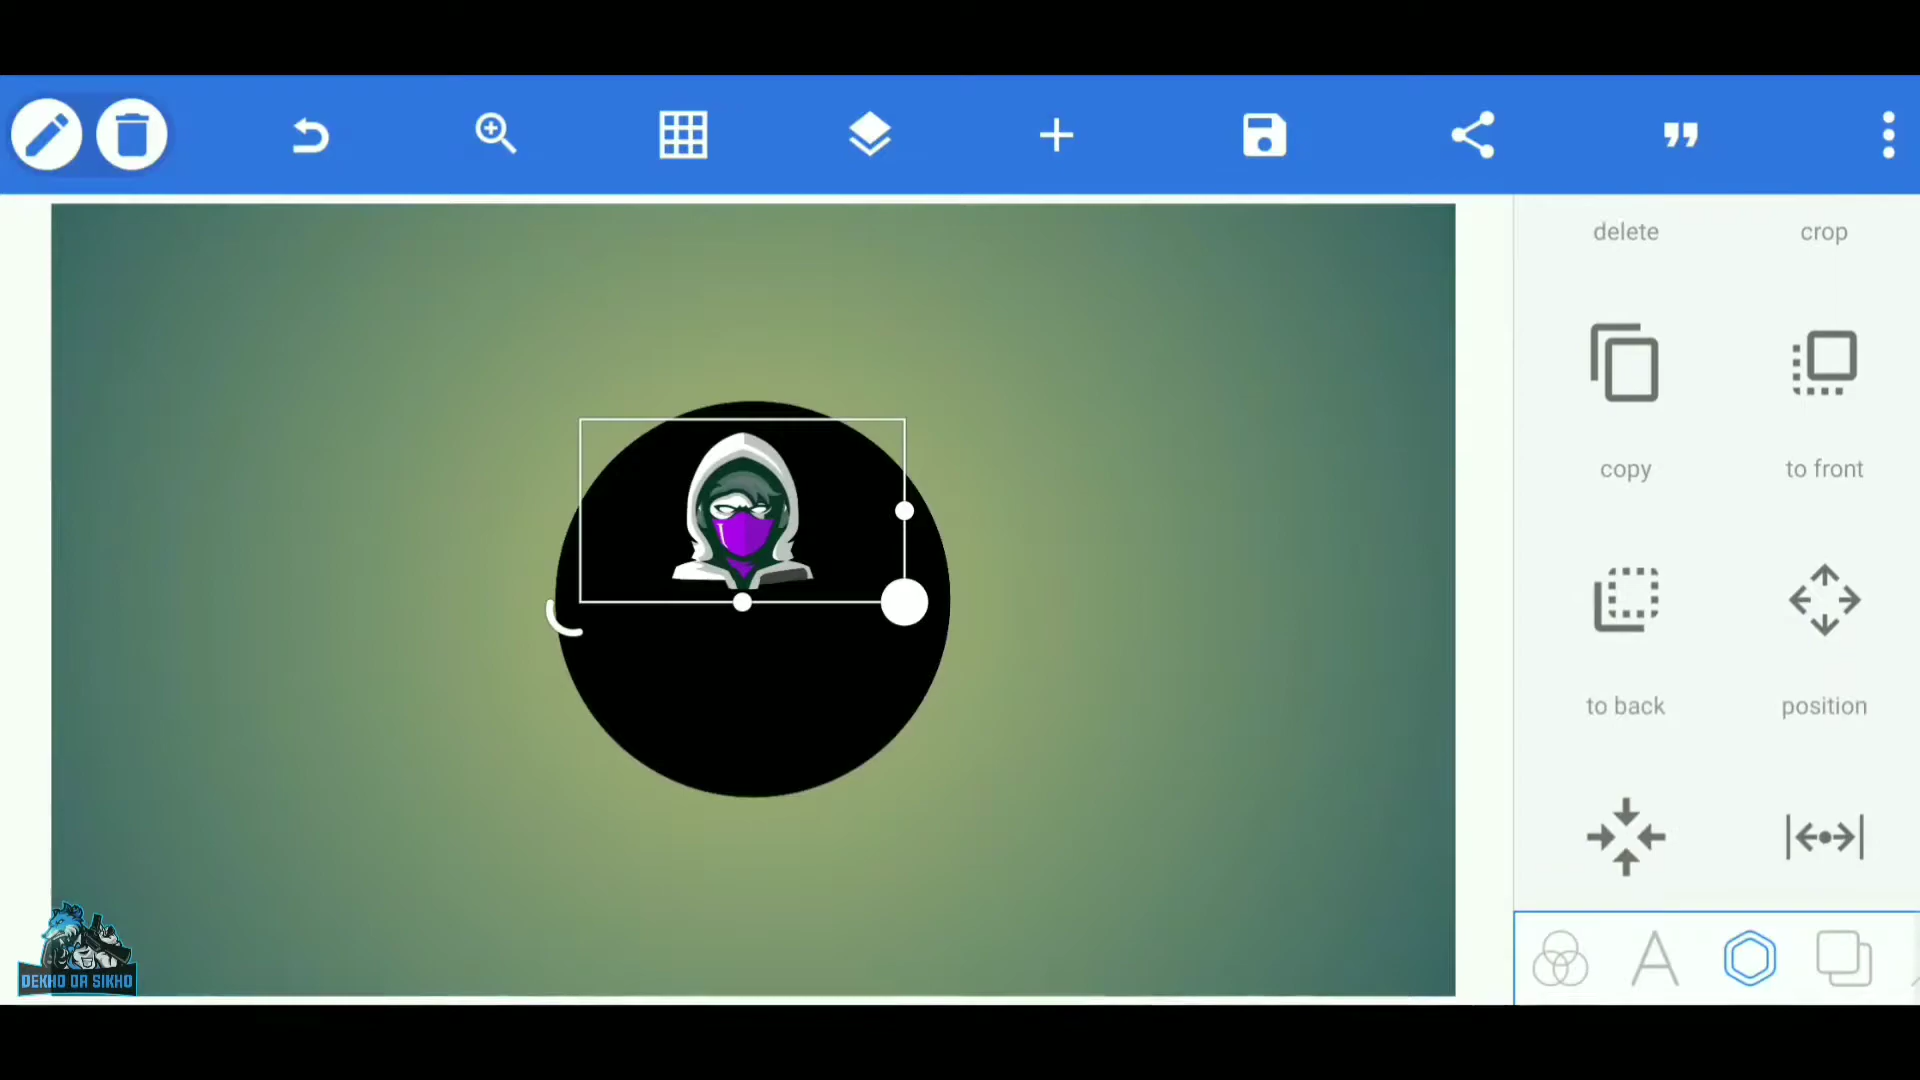 delete crop
copy to front
to back position
DEKHO OR SIKHO